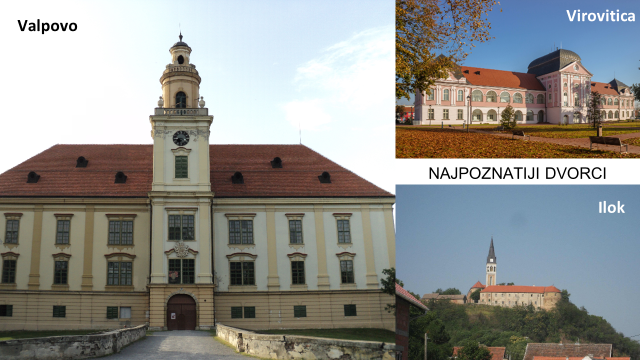 Valpovo
Virovitica
NAJPOZNATIJI DVORCI
Ilok